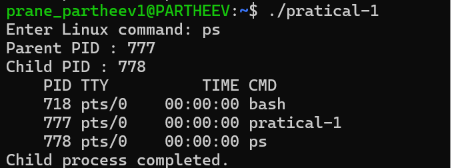 prane_partheev1@PARTHEEV:~$ ./pratical-1
Enter Linux command: ps
Parent PID : 777
Child PID : 778
    PID TTY          TIME CMD
    718 pts/0    00:00:00 bash
    777 pts/0    00:00:00 pratical-1
    778 pts/0    00:00:00 ps
Child process completed.